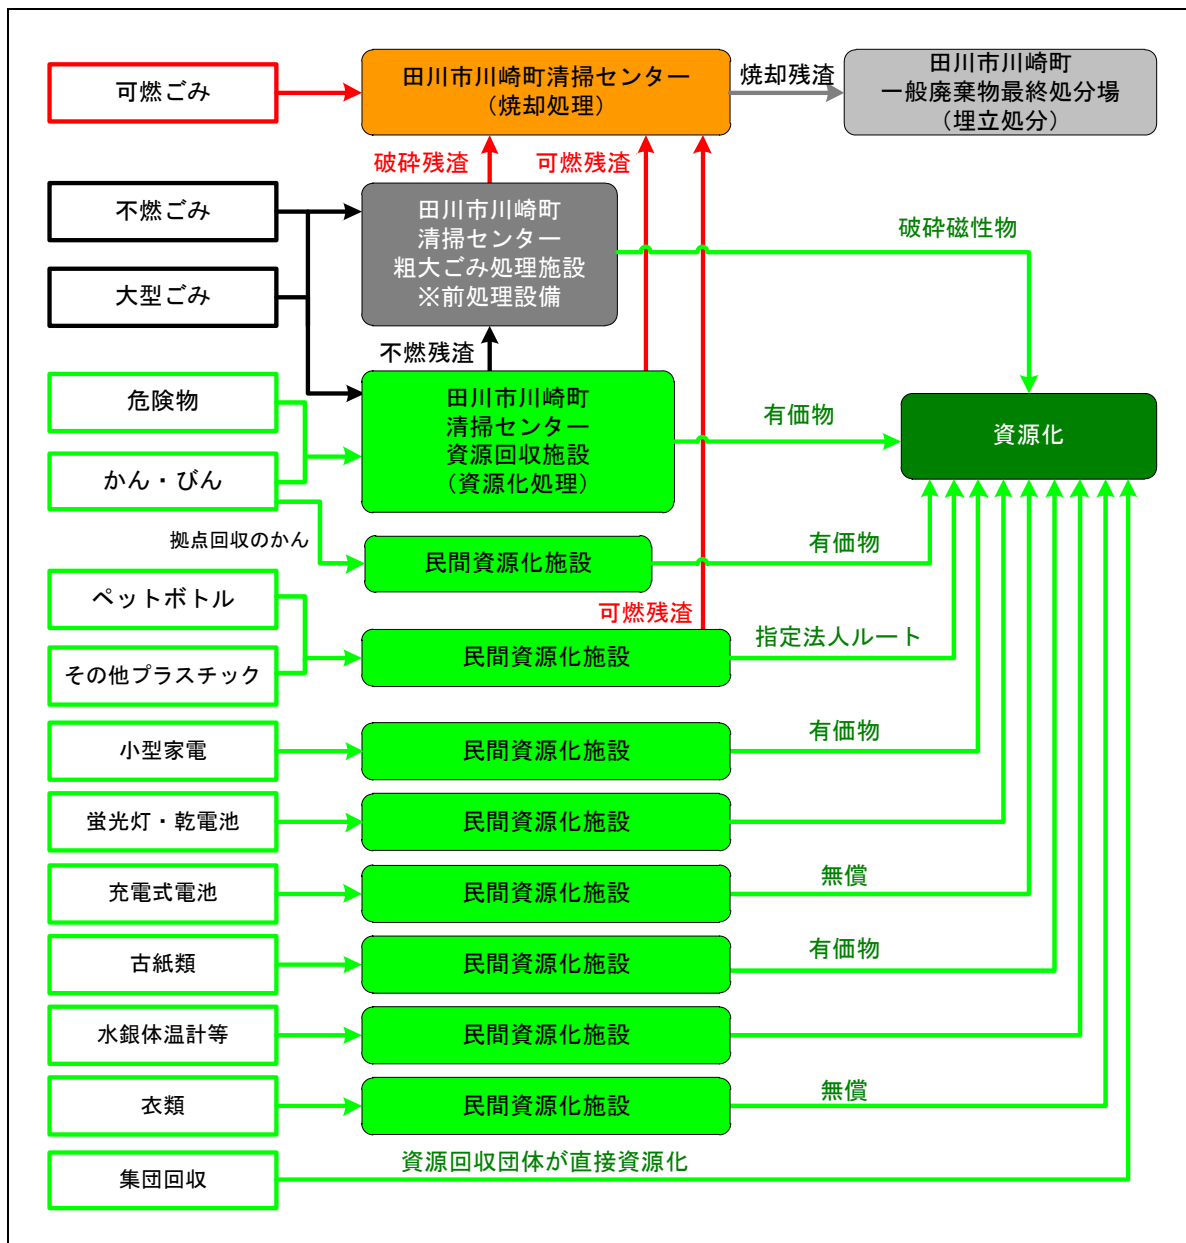 可燃ごみ
田川市川崎町清掃センター
（焼却処理）
焼却残渣
田川市川崎町
一般廃棄物最終処分場
（埋立処分）
破砕残渣
可燃残渣
不燃ごみ
田川市川崎町
清掃センター
粗大ごみ処理施設
※前処理設備
破砕磁性物
大型ごみ
不燃残渣
危険物
田川市川崎町
清掃センター
資源回収施設
（資源化処理）
有価物
資源化
かん・びん
拠点回収のかん
民間資源化施設
有価物
ペットボトル
可燃残渣
その他プラスチック
民間資源化施設
指定法人ルート
小型家電
民間資源化施設
有価物
蛍光灯・乾電池
民間資源化施設
充電式電池
民間資源化施設
無償
古紙類
民間資源化施設
有価物
水銀体温計等
民間資源化施設
衣類
民間資源化施設
無償
集団回収
資源回収団体が直接資源化